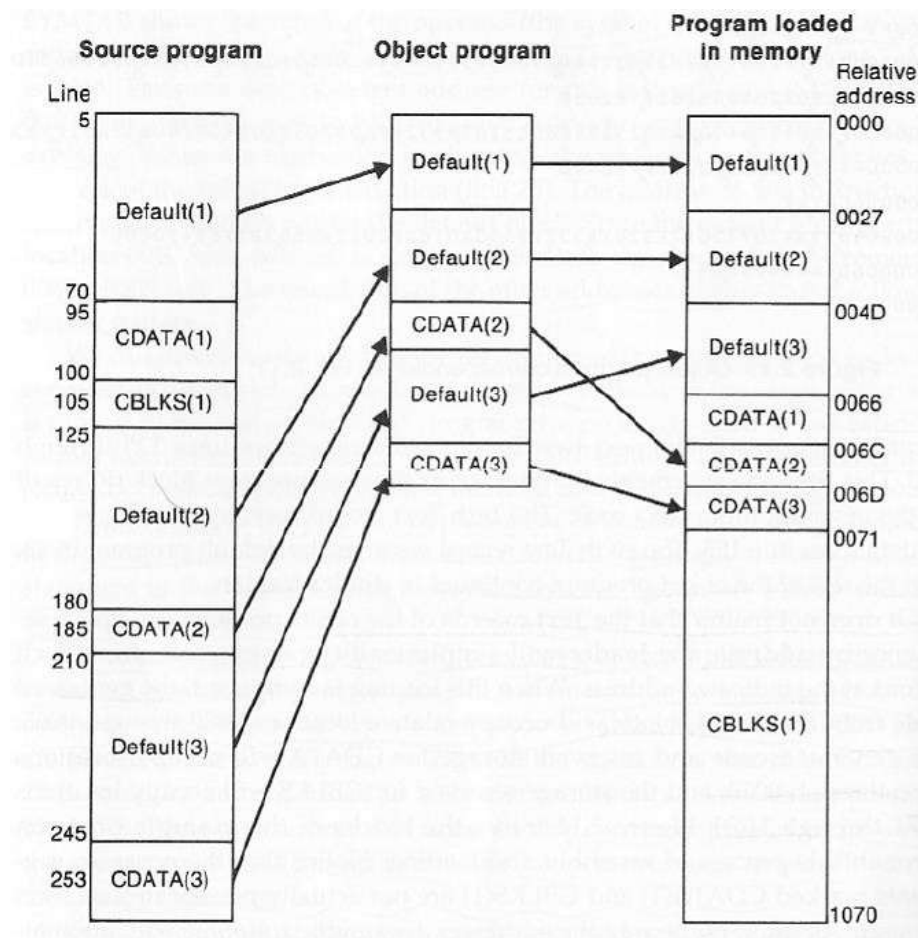 Source program
Line
5
Default(1)
70
95
CDATA(1)
100
105
CBLKS(1)
125
Default(2)
180
185
CDATA(2)
210
Default(3)
245
253
CDATA(3)
Object program
Default(1)
Default(2)
CDATA(2)
Default(3)
CDATA(3)
Program loaded
in memory
Relative
address
0000
Default(1)
0027
Default(2)
004D
Default(3)
0066
CDATA(1)
006C
CDATA(2)
006D
CDATA(3)
0071
CBLKS(1)
1070